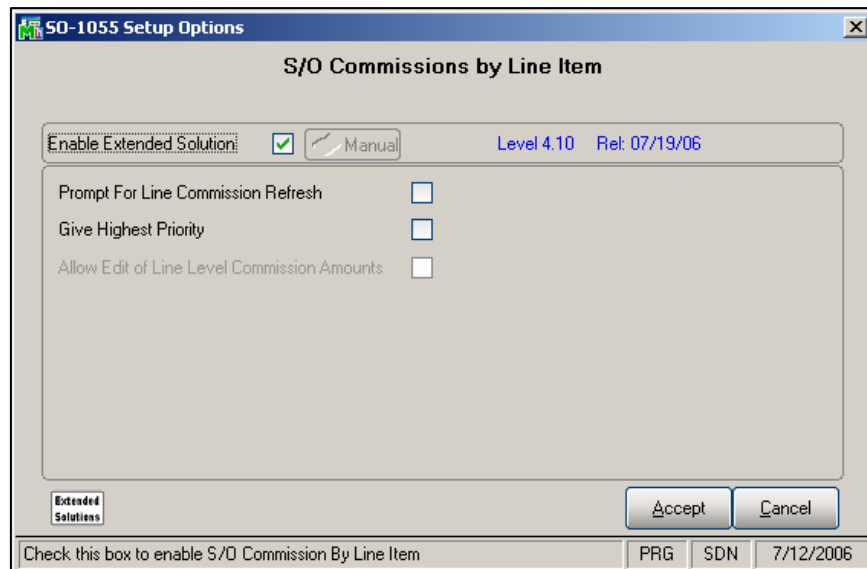 SO-1055 Setup Options
S/O Commissions by Line Item
Enable Extended Solution Manual Level 4.10 Rel: 07/19/06
Prompt For Line Commission Refresh
Give Highest Priority
Allow Edit of Line Level Commission Amounts
Extended
Solutions
Accept Cancel
Check this box to enable S/O Commission By Line Item PRG SDN 7/12/2006